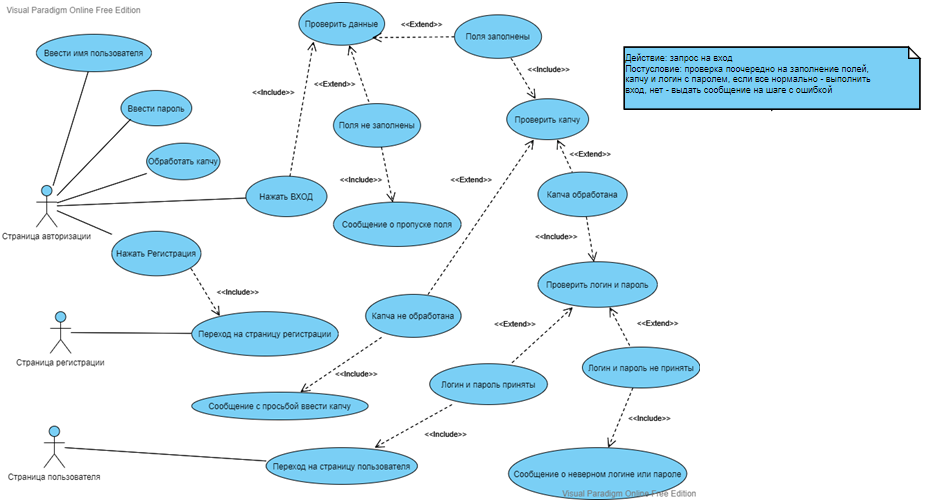 Visual Paradigm Online Free Edition
Проверить данные
<<Extend>>
Поля заполнены
Ввести имя пользователя
Действие: запрос на вход
Постусловие: проверка поочередно на заполнение полей,
капчу и логин с паролем, если все нормально - выполнить
вход, нет - выдать сообщение на шаге с ошибкой
<<Include>>
<<Extend>>
<<Include>>
Ввести пароль
Поля не заполнены
Проверить капчу
Обработать капчу
<<Extend>>
<<Include>>
<<Extend>>
Нажать ВХОД
Капча обработана
Страница авторизации
Сообщение о пропуске поля
<<Include>>
Нажать Регистрация
<<Include>>
Проверить логин и пароль
Капча не обработана
<<Extend>>
<<Extend>>
Переход на страницу регистрации
Страница регистрации
<<Include>>
Логин и пароль не приняты
Логин и пароль приняты
Сообщение с просьбой ввести капчу
<<Include>>
<<Include>>
Переход на страницу пользователя
Страница пользователя
Сообщение о неверном логине или пароле
Visual Paradigm Online Free Edition